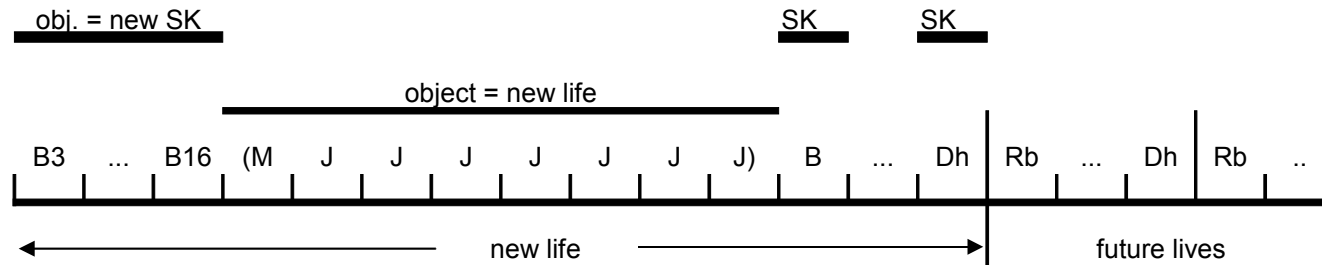 obj. = new SK SK SK
object = new life
B3 ... B16 (M J J J J J J J) B ... Dh Rb ... Dh Rb ..
new life future lives